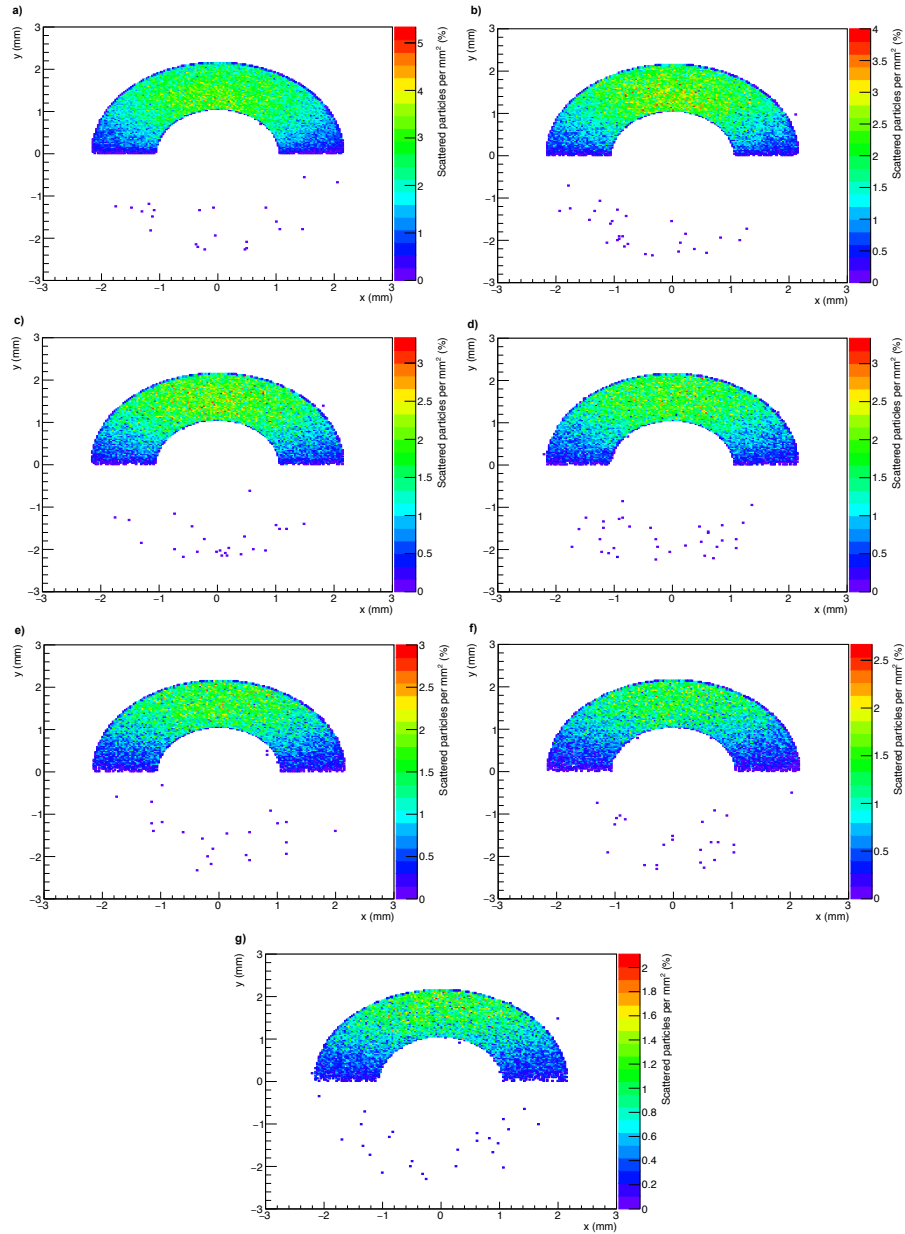 a)
y (mm)
3
2
1
0
−1
−2
−3
−3 −2 −1 0 1 2 3
x (mm)
0 1 2 3 4 5
Scattered particles per mm² (%)
b)
y (mm)
3
2
1
0
−1
−2
−3
−3 −2 −1 0 1 2 3
x (mm)
0 0.5 1 1.5 2 2.5 3 3.5 4
Scattered particles per mm² (%)
c)
y (mm)
3
2
1
0
−1
−2
−3
−3 −2 −1 0 1 2 3
x (mm)
0 0.5 1 1.5 2 2.5 3
Scattered particles per mm² (%)
d)
y (mm)
3
2
1
0
−1
−2
−3
−3 −2 −1 0 1 2 3
x (mm)
0 0.5 1 1.5 2 2.5 3
Scattered particles per mm² (%)
e)
y (mm)
3
2
1
0
−1
−2
−3
−3 −2 −1 0 1 2 3
x (mm)
0 0.5 1 1.5 2 2.5 3
Scattered particles per mm² (%)
f)
y (mm)
3
2
1
0
−1
−2
−3
−3 −2 −1 0 1 2 3
x (mm)
0 0.5 1 1.5 2 2.5
Scattered particles per mm² (%)
g)
y (mm)
3
2
1
0
−1
−2
−3
−3 −2 −1 0 1 2 3
x (mm)
0 0.2 0.4 0.6 0.8 1 1.2 1.4 1.6 1.8 2
Scattered particles per mm² (%)